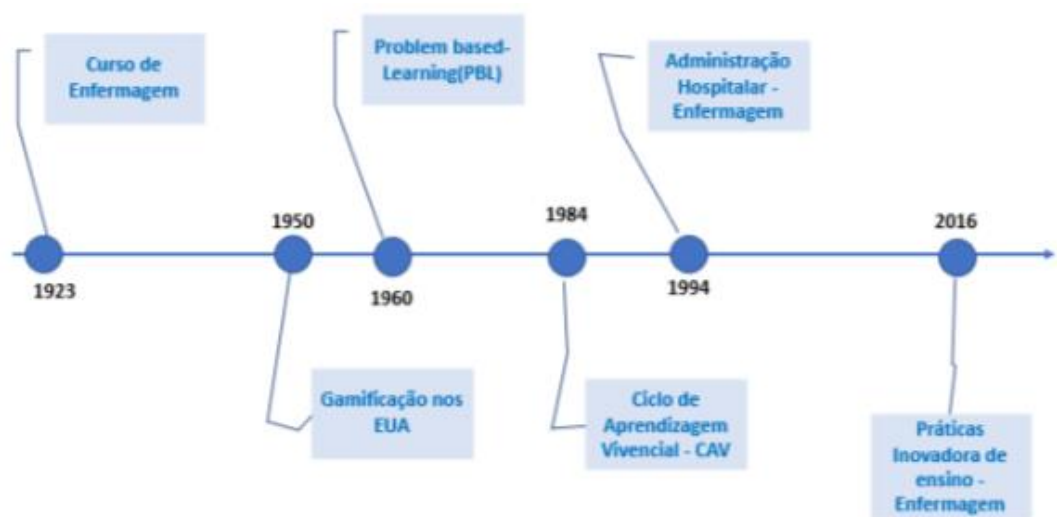 Curso de
Enfermagem
Problem based-
Learning(PBL)
Administração
Hospitalar -
Enfermagem
1923
1950
1960
1984
1994
2016
Gamificação nos
EUA
Ciclo de
Aprendizagem
Vivencial - CAV
Práticas
Inovadora de
ensino -
Enfermagem